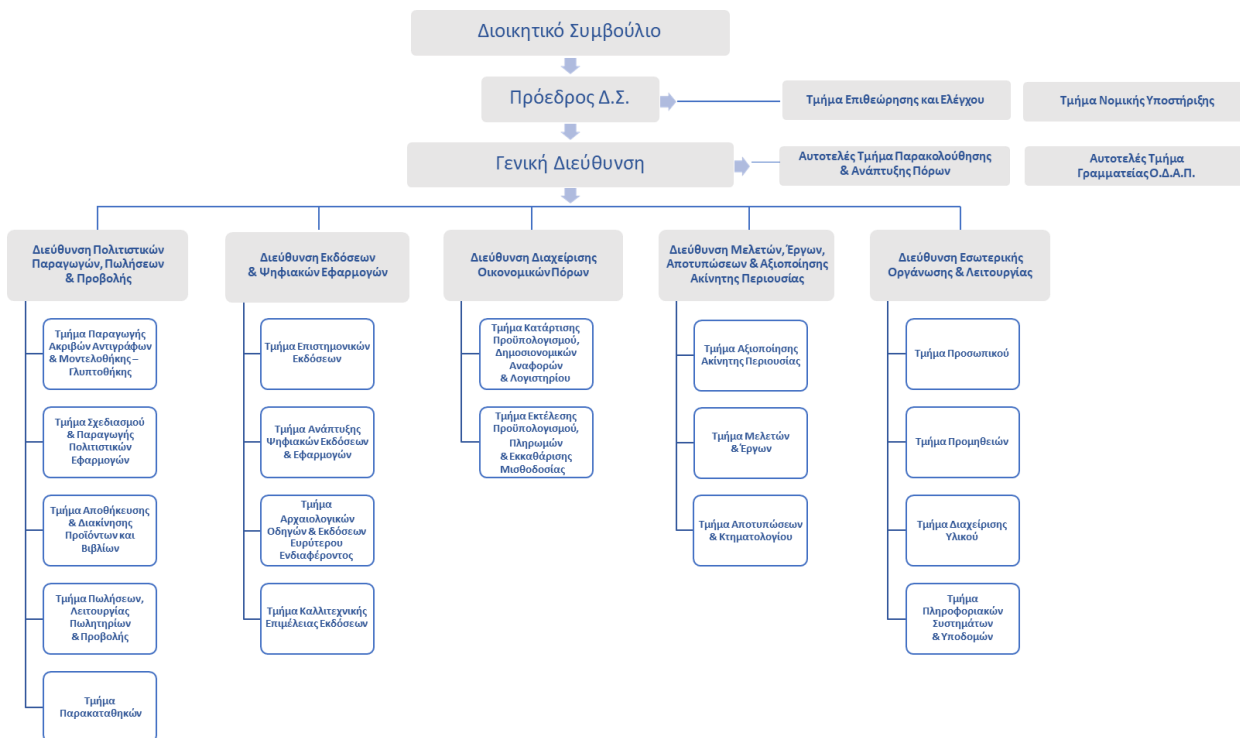 Διοικητικό Συμβούλιο
Πρόεδρος Δ.Σ.
Τμήμα Επιθεώρησης και Ελέγχου
Τμήμα Νομικής Υποστήριξης
Γενική Διεύθυνση
Αυτοτελές Τμήμα Παρακολούθησης
& Ανάπτυξης Πόρων
Αυτοτελές Τμήμα
Γραμματείας Ο.Δ.Α.Π.
Διεύθυνση Πολιτιστικών
Παραγωγών, Πωλήσεων
& Προβολής
Τμήμα Παραγωγής
Ακριβών Αντιγράφων
& Μοντελοθήκης –
Γλυπτοθήκης
Τμήμα Σχεδιασμού
& Παραγωγής
Πολιτιστικών
Εφαρμογών
Τμήμα Αποθήκευσης
& Διακίνησης
Προϊόντων και
Βιβλίων
Τμήμα Πωλήσεων,
Λειτουργίας
Πωλητηρίων
& Προβολής
Τμήμα
Παρακαταθηκών
Διεύθυνση Εκδόσεων
& Ψηφιακών Εφαρμογών
Τμήμα Επιστημονικών
Εκδόσεων
Τμήμα Ανάπτυξης
Ψηφιακών Εκδόσεων
& Εφαρμογών
Τμήμα
Αρχαιολογικών
Οδηγών & Εκδόσεων
Ευρύτερου
Ενδιαφέροντος
Τμήμα Καλλιτεχνικής
Επιμέλειας Εκδόσεων
Διεύθυνση Διαχείρισης
Οικονομικών Πόρων
Τμήμα Κατάρτισης
Προϋπολογισμού,
Δημοσιονομικών
Αναφορών
& Λογιστηρίου
Τμήμα Εκτέλεσης
Προϋπολογισμού,
Πληρωμών
& Εκκαθάρισης
Μισθοδοσίας
Διεύθυνση Μελετών, Έργων,
Αποτυπώσεων & Αξιοποίησης
Ακίνητης Περιουσίας
Τμήμα Αξιοποίησης
Ακίνητης Περιουσίας
Τμήμα Μελετών
& Έργων
Τμήμα Αποτυπώσεων
& Κτηματολογίου
Διεύθυνση Εσωτερικής
Οργάνωσης & Λειτουργίας
Τμήμα Προσωπικού
Τμήμα Προμηθειών
Τμήμα Διαχείρισης
Υλικού
Τμήμα
Πληροφοριακών
Συστημάτων
& Υποδομών